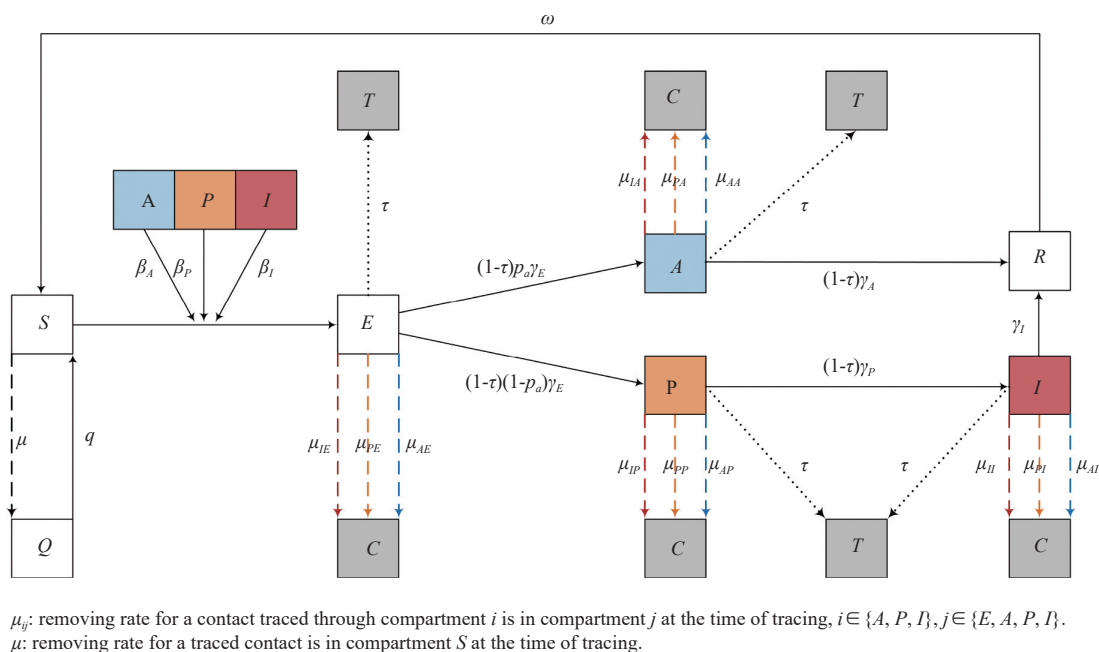 ω
T
C
T
A P I
μ_IA μ_PA μ_AA
τ
τ
β_A β_P β_I
(1-τ)p_aγ_E
A
(1-τ)γ_A
R
S
E
γ_I
(1-τ)(1-p_a)γ_E
P
(1-τ)γ_P
I
μ
q
μ_IE μ_PE μ_AE
μ_IP μ_PP μ_AP
τ
τ
μ_II μ_PI μ_AI
Q
C
C
T
C
μ_ij: removing rate for a contact traced through compartment i is in compartment j at the time of tracing, i∈{A, P, I}, j∈{E, A, P, I}.
μ: removing rate for a traced contact is in compartment S at the time of tracing.